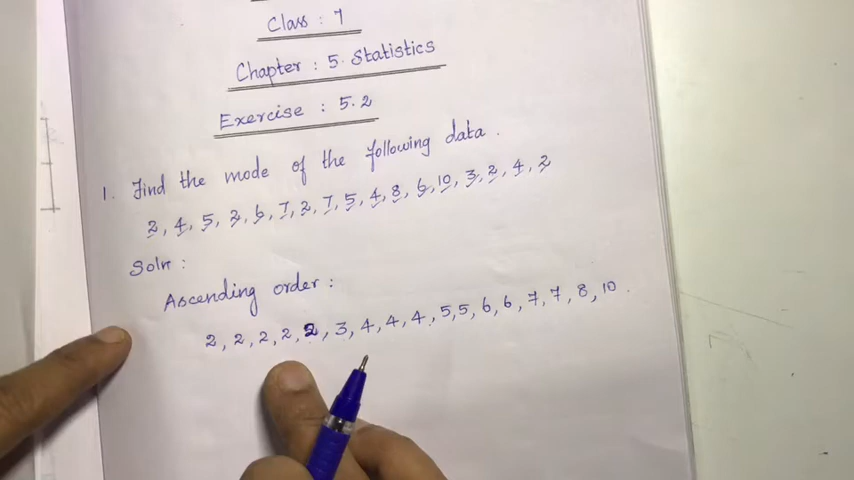 Class : 7
Chapter : 5. Statistics
Exercise : 5.2
1. Find the mode of the following data.
2, 4, 5, 2, 6, 7, 2, 7, 5, 4, 8, 6, 10, 3, 2, 4, 2
Soln :
Ascending order :
2, 2, 2, 2, 2, 3, 4, 4, 4, 5, 5, 6, 6, 7, 7, 8, 10.